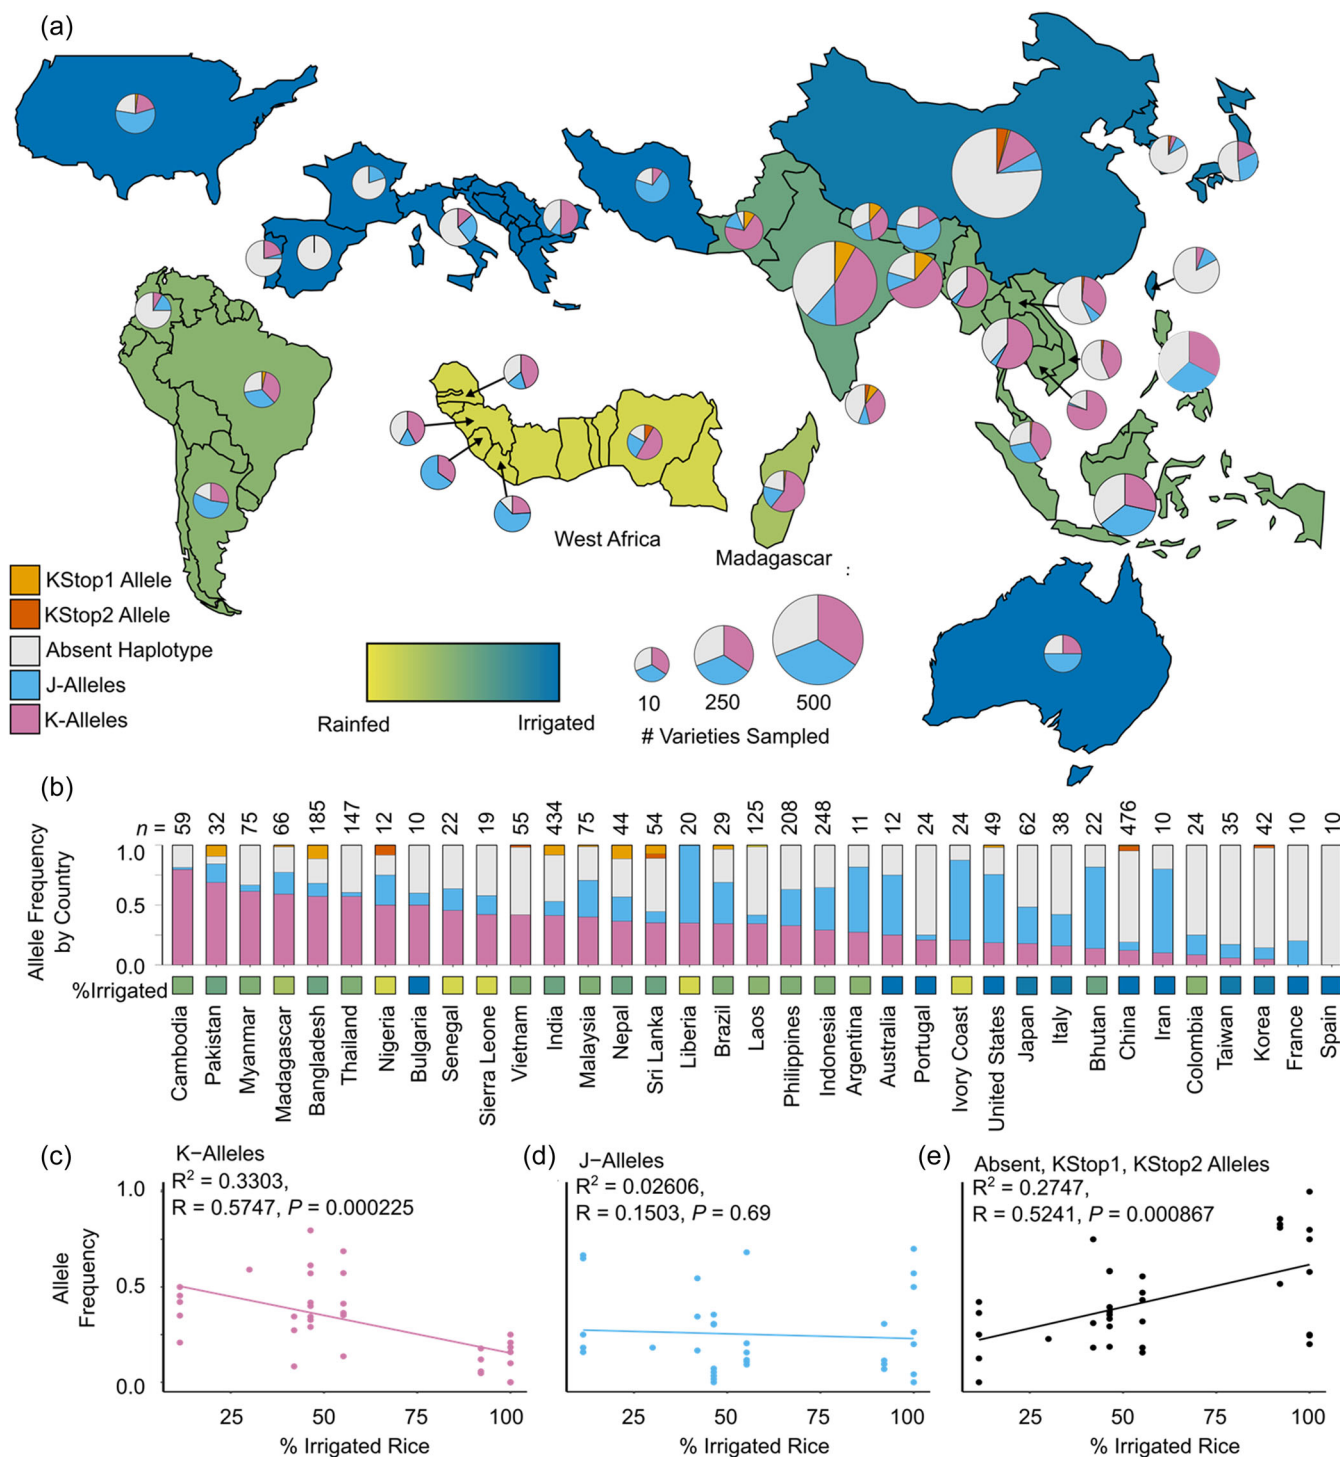 (a)
West Africa
Madagascar
:
KStop1 Allele
KStop2 Allele
Absent Haplotype
J-Alleles
K-Alleles
Rainfed
Irrigated
10
250
500
# Varieties Sampled
(b)
n = 59 32 75 66 185 147 12 10 22 19 55 434 75 44 54 20 29 125 208 248 11 12 24 24 49 62 38 22 476 10 24 35 42 10 10
Allele Frequency
by Country
1.0
0.5
0.0
%Irrigated
Cambodia
Pakistan
Myanmar
Madagascar
Bangladesh
Thailand
Nigeria
Bulgaria
Senegal
Sierra Leone
Vietnam
India
Malaysia
Nepal
Sri Lanka
Liberia
Brazil
Laos
Philippines
Indonesia
Argentina
Australia
Portugal
Ivory Coast
United States
Japan
Italy
Bhutan
China
Iran
Colombia
Taiwan
Korea
France
Spain
(c)
K-Alleles
R² = 0.3303,
R = 0.5747, P = 0.000225
Allele
Frequency
1.0
0.5
0.0
25 50 75 100
% Irrigated Rice
(d)
J-Alleles
R² = 0.02606,
R = 0.1503, P = 0.69
25 50 75 100
% Irrigated Rice
(e)
Absent, KStop1, KStop2 Alleles
R² = 0.2747,
R = 0.5241, P = 0.000867
25 50 75 100
% Irrigated Rice